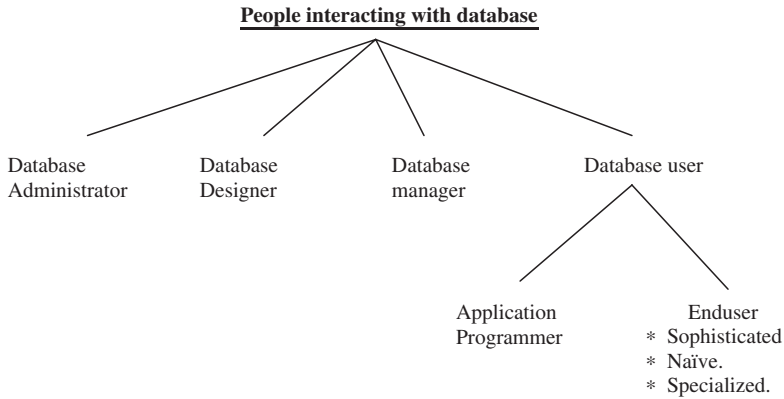 People interacting with database
Database
Administrator
Database
Designer
Database
manager
Database user
Application
Programmer
Enduser
* Sophisticated
* Naïve.
* Specialized.